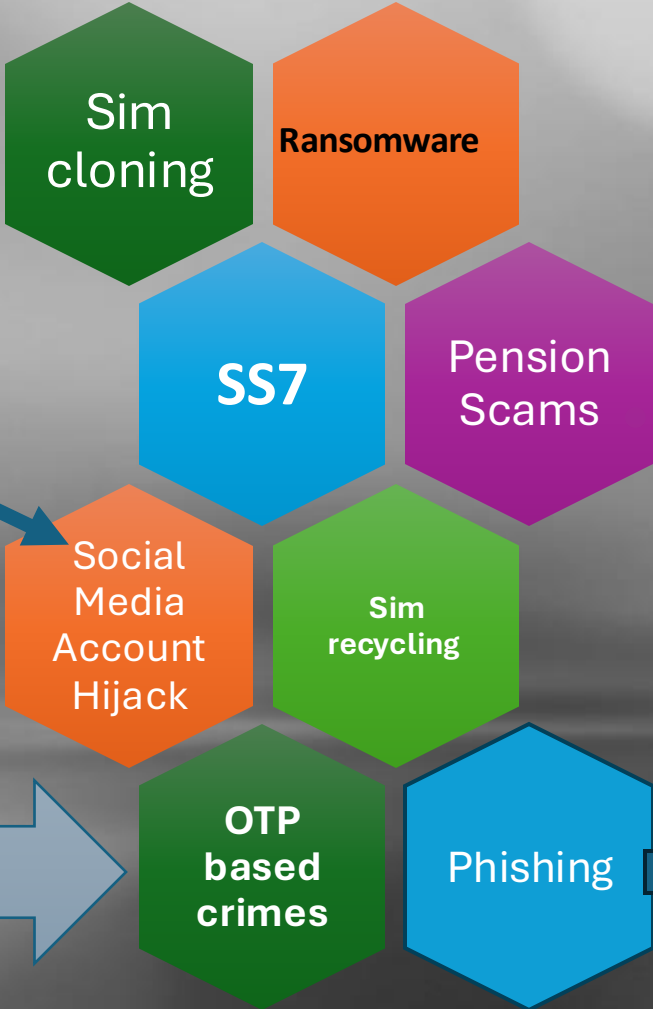 Sim
cloning
Ransomware
SS7
Pension
Scams
Social
Media
Account
Hijack
Sim
recycling
OTP
based
crimes
Phishing